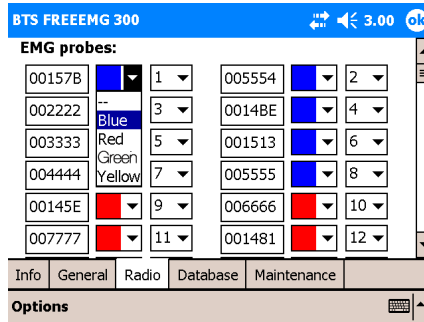 BTS FREEEMG 300 3.00 ok
EMG probes:
00157B 1 005554 2
--
002222 Blue 3 0014BE 4
003333 Red 5 001513 6
Green
004444 Yellow 7 005555 8
00145E 9 006666 10
007777 11 001481 12
Info General Radio Database Maintenance
Options